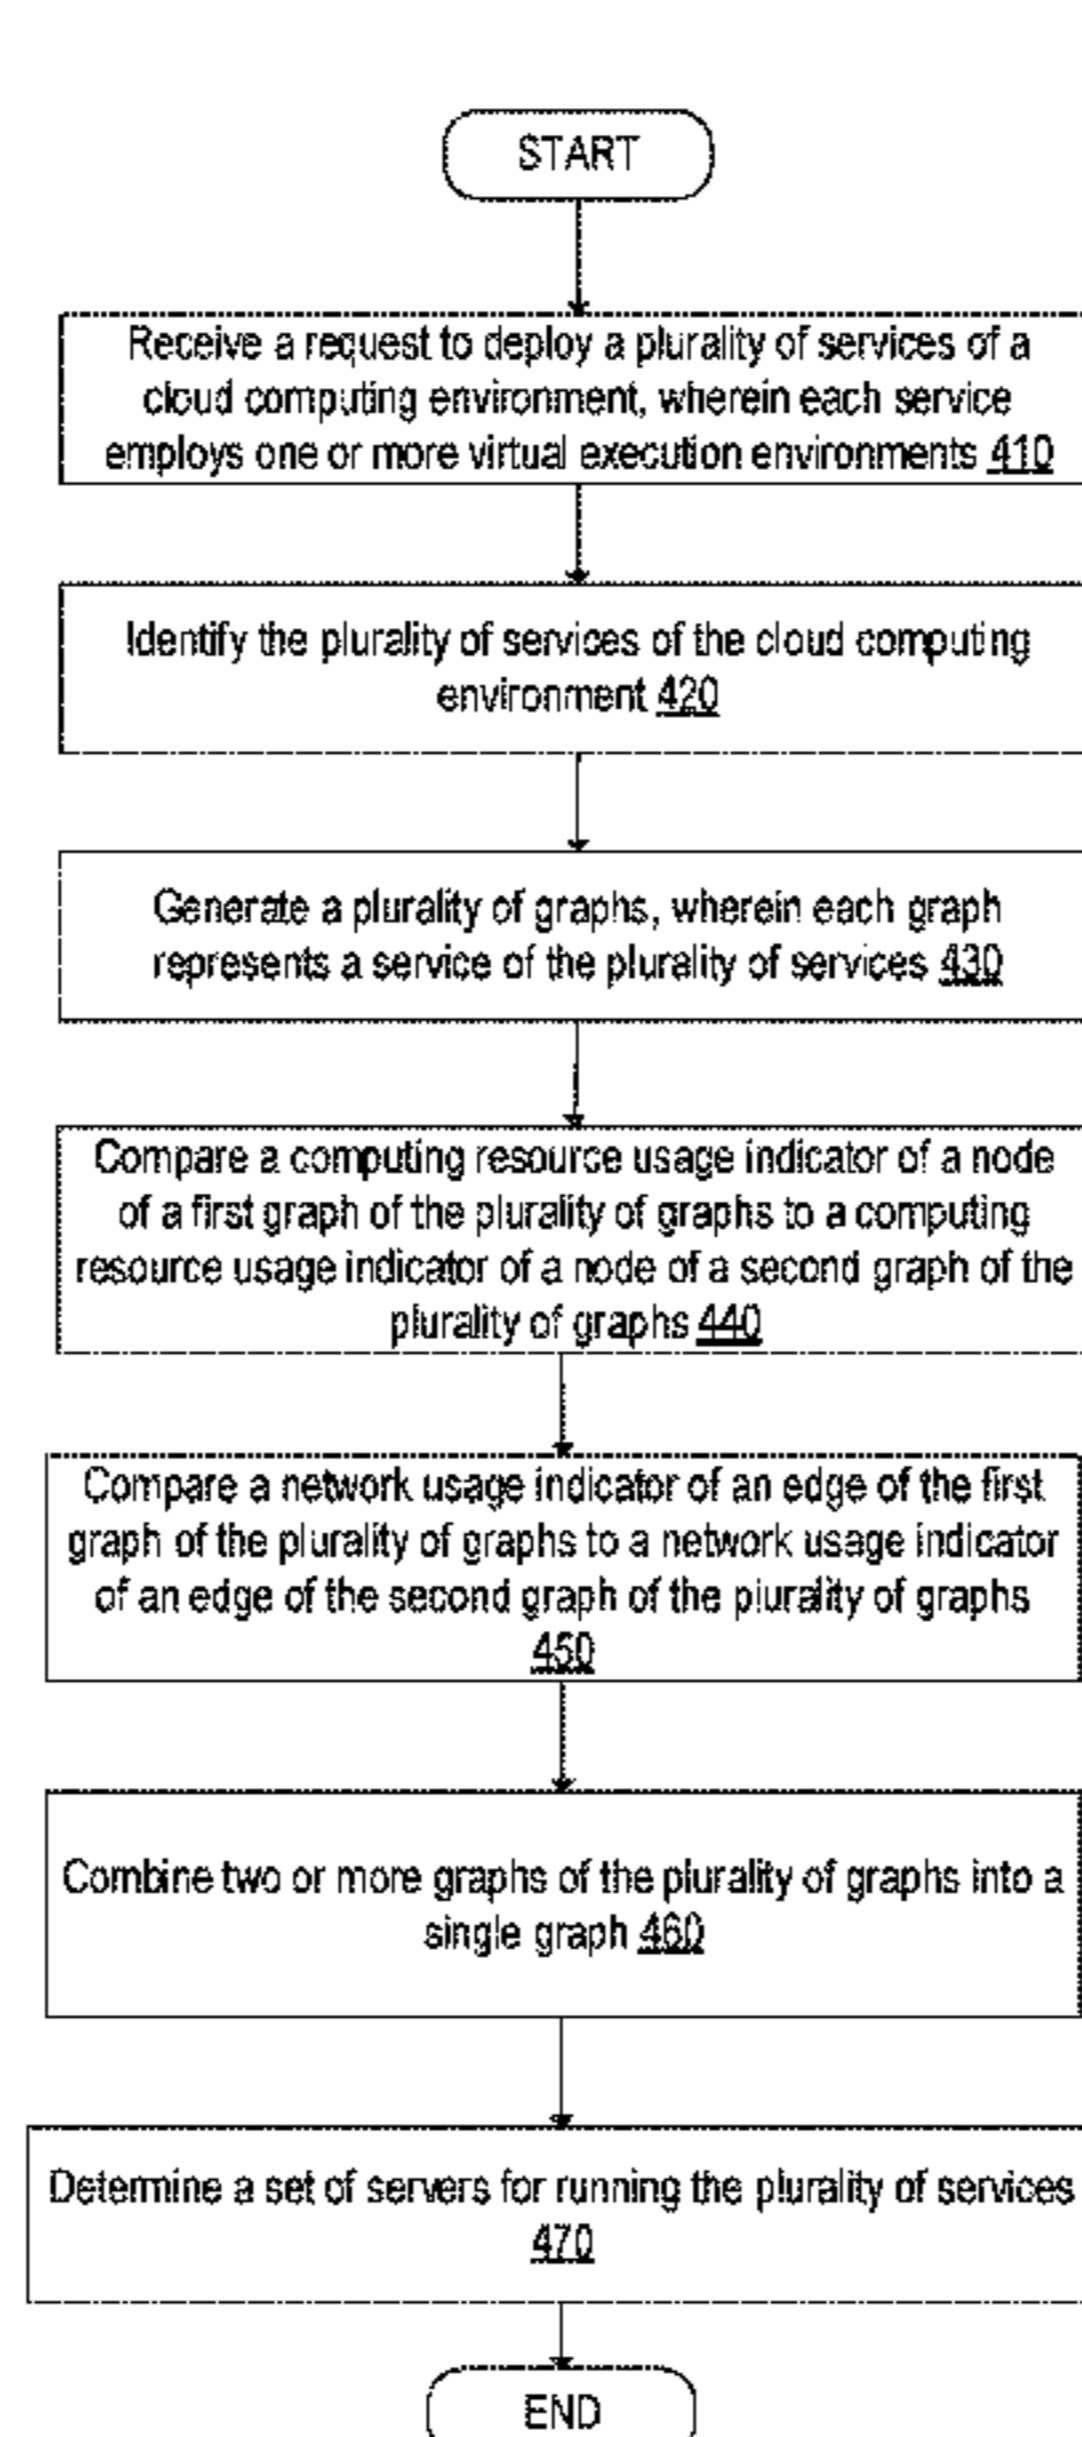 START
Receive a request to deploy a plurality of services of a
cloud computing environment, wherein each service
employs one or more virtual execution environments 410
Identify the plurality of services of the cloud computing
environment 420
Generate a plurality of graphs, wherein each graph
represents a service of the plurality of services 430
Compare a computing resource usage indicator of a node
of a first graph of the plurality of graphs to a computing
resource usage indicator of a node of a second graph of the
plurality of graphs 440
Compare a network usage indicator of an edge of the first
graph of the plurality of graphs to a network usage indicator
of an edge of the second graph of the plurality of graphs
450
Combine two or more graphs of the plurality of graphs into a
single graph 460
Determine a set of servers for running the plurality of services
470
END